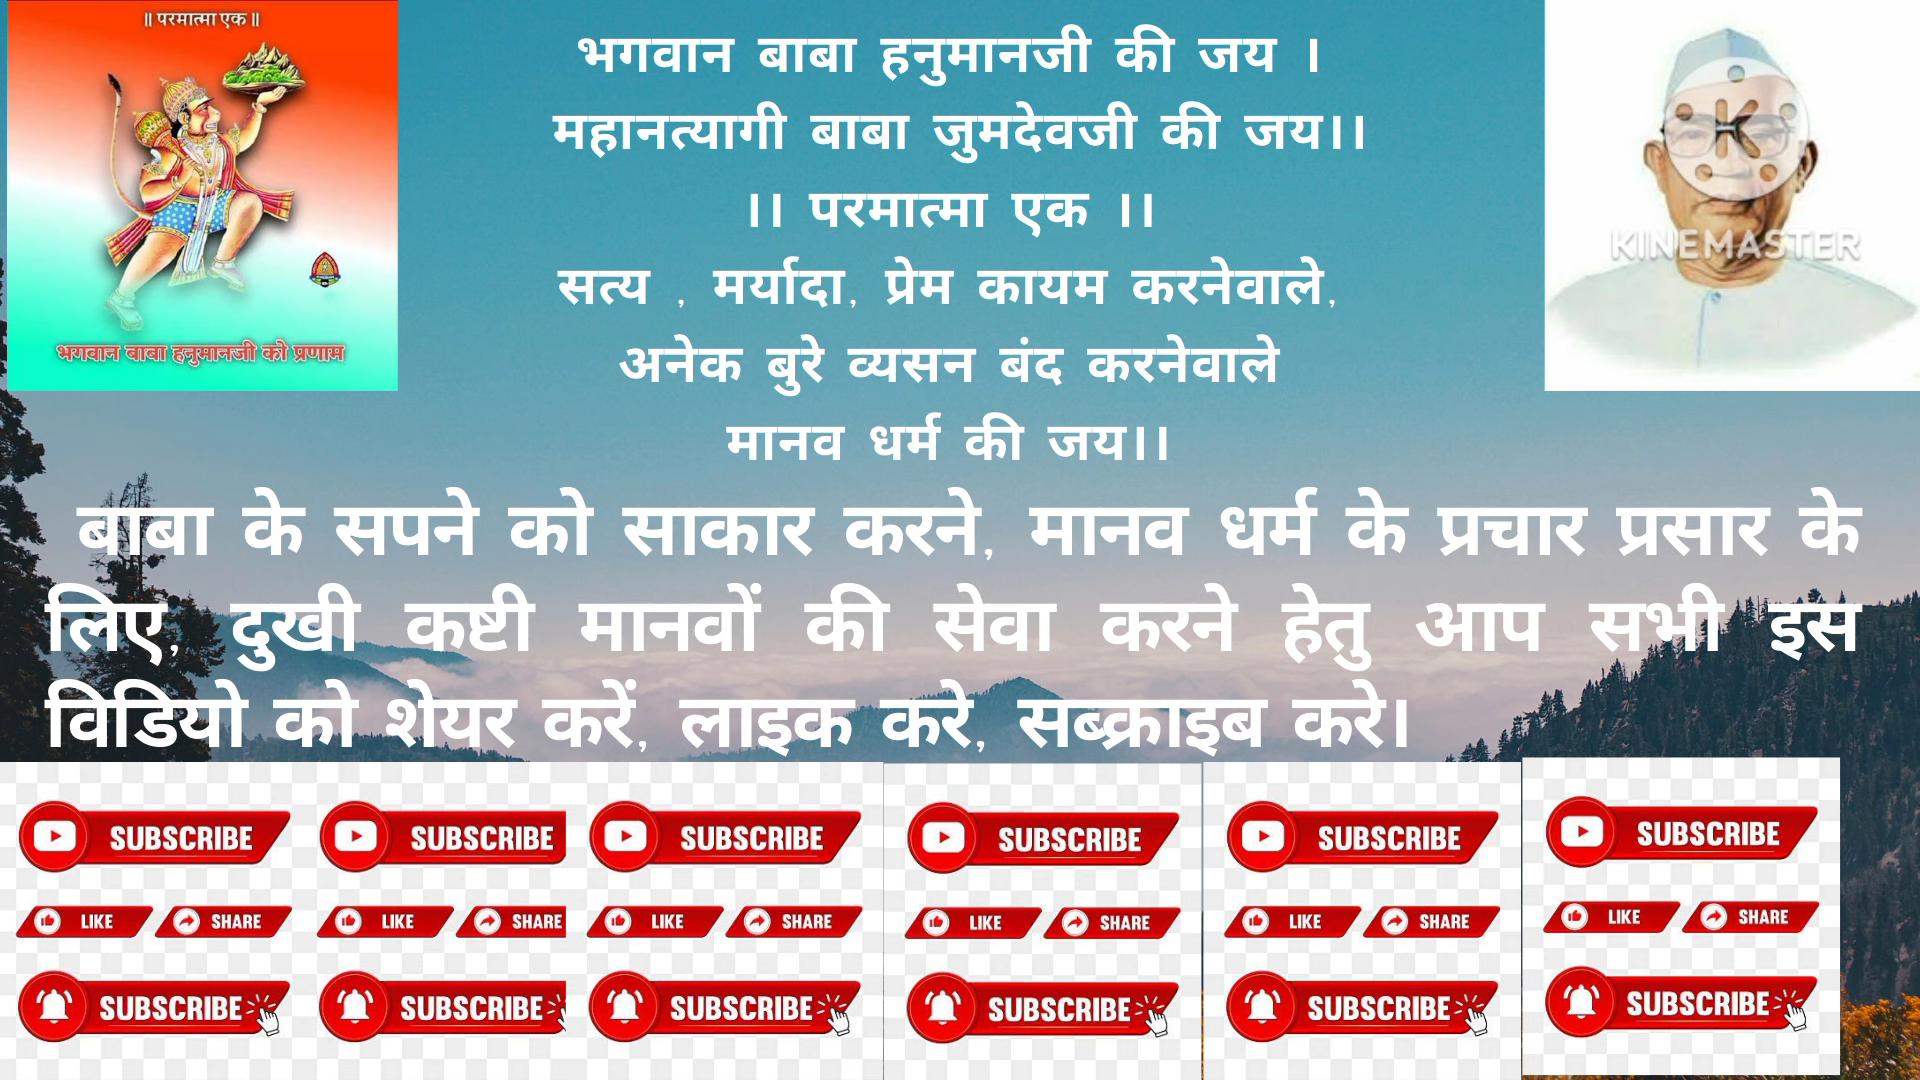 ॥ परमात्मा एक ॥
भगवान बाबा हनुमानजी को प्रणाम
भगवान बाबा हनुमानजी की जय ।
महानत्यागी बाबा जुमदेवजी की जय।।
।। परमात्मा एक ।।
सत्य , मर्यादा, प्रेम कायम करनेवाले,
अनेक बुरे व्यसन बंद करनेवाले
मानव धर्म की जय।।
KINEMASTER
बाबा के सपने को साकार करने, मानव धर्म के प्रचार प्रसार के
लिए, दुखी कष्टी मानवों की सेवा करने हेतु आप सभी इस
विडियो को शेयर करें, लाइक करे, सब्क्राइब करे।
SUBSCRIBE SUBSCRIBE SUBSCRIBE SUBSCRIBE SUBSCRIBE SUBSCRIBE
LIKE SHARE LIKE SHARE LIKE SHARE LIKE SHARE LIKE SHARE LIKE SHARE
SUBSCRIBE SUBSCRIBE SUBSCRIBE SUBSCRIBE SUBSCRIBE SUBSCRIBE